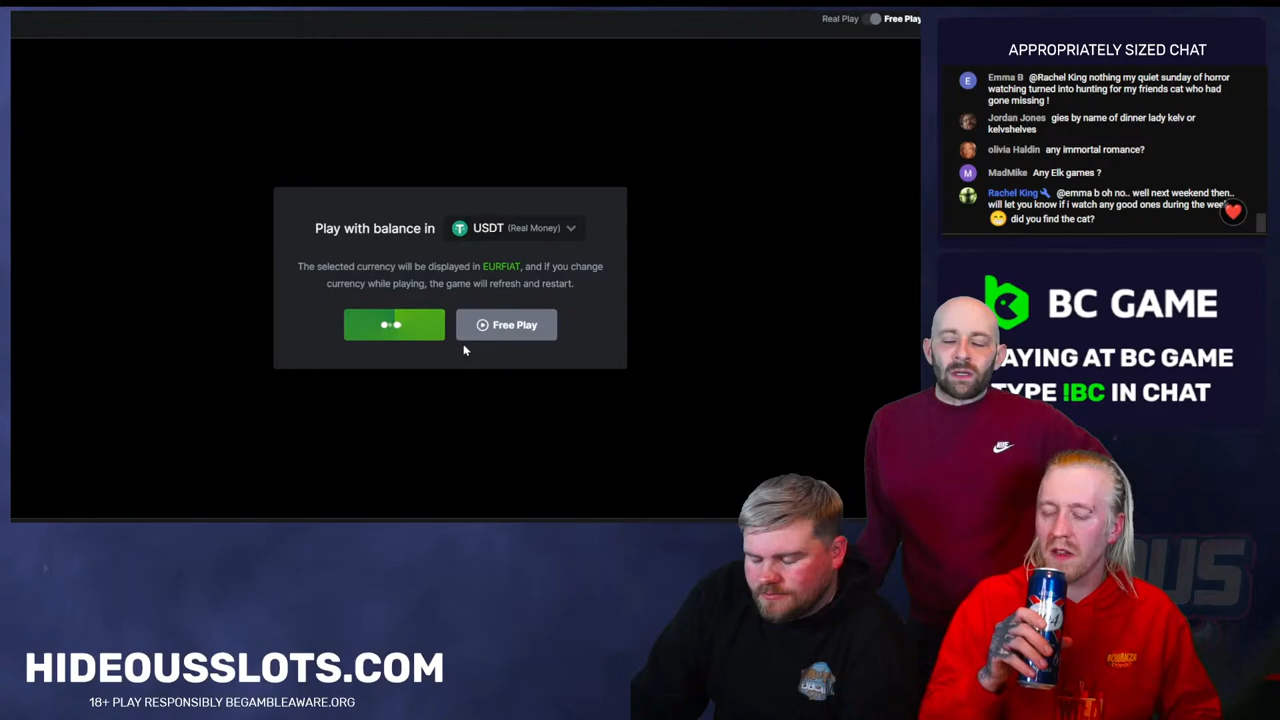 Real Play Free Play
Play with balance in USDT (Real Money)
The selected currency will be displayed in EURFIAT, and if you change
currency while playing, the game will refresh and restart.
Free Play
APPROPRIATELY SIZED CHAT
E Emma B @Rachel King nothing my quiet sunday of horror
watching turned into hunting for my friends cat who had
gone missing !
Jordan Jones gies by name of dinner lady kelv or
kelvshelves
olivia Haldin any immortal romance?
M MadMike Any Elk games ?
Rachel King @emma b oh no.. well next weekend then..
will let you know if i watch any good ones during the week
did you find the cat?
BC GAME
AYING AT BC GAME
TYPE !BC IN CHAT
HIDEOUSSLOTS.COM
18+ PLAY RESPONSIBLY BEGAMBLEAWARE.ORG